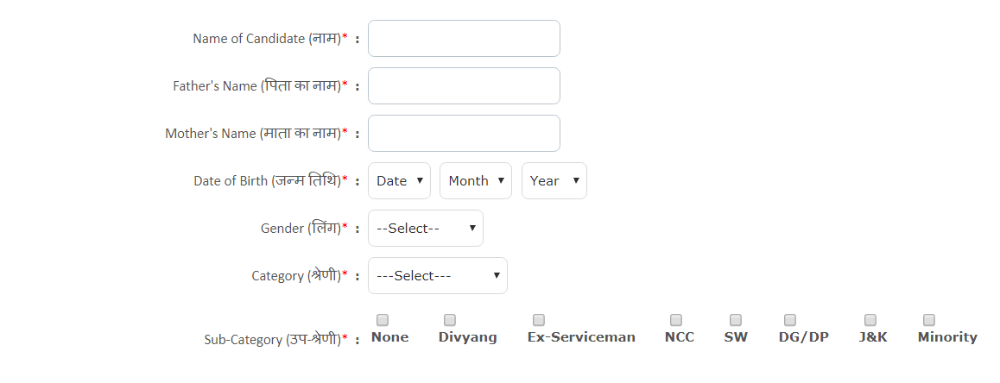 Name of Candidate (नाम)* :
Father's Name (पिता का नाम)* :
Mother's Name (माता का नाम)* :
Date of Birth (जन्म तिथि)* : Date Month Year
Gender (लिंग)* : --Select--
Category (श्रेणी)* : ---Select---
Sub-Category (उप-श्रेणी)* : None Divyang Ex-Serviceman NCC SW DG/DP J&K Minority